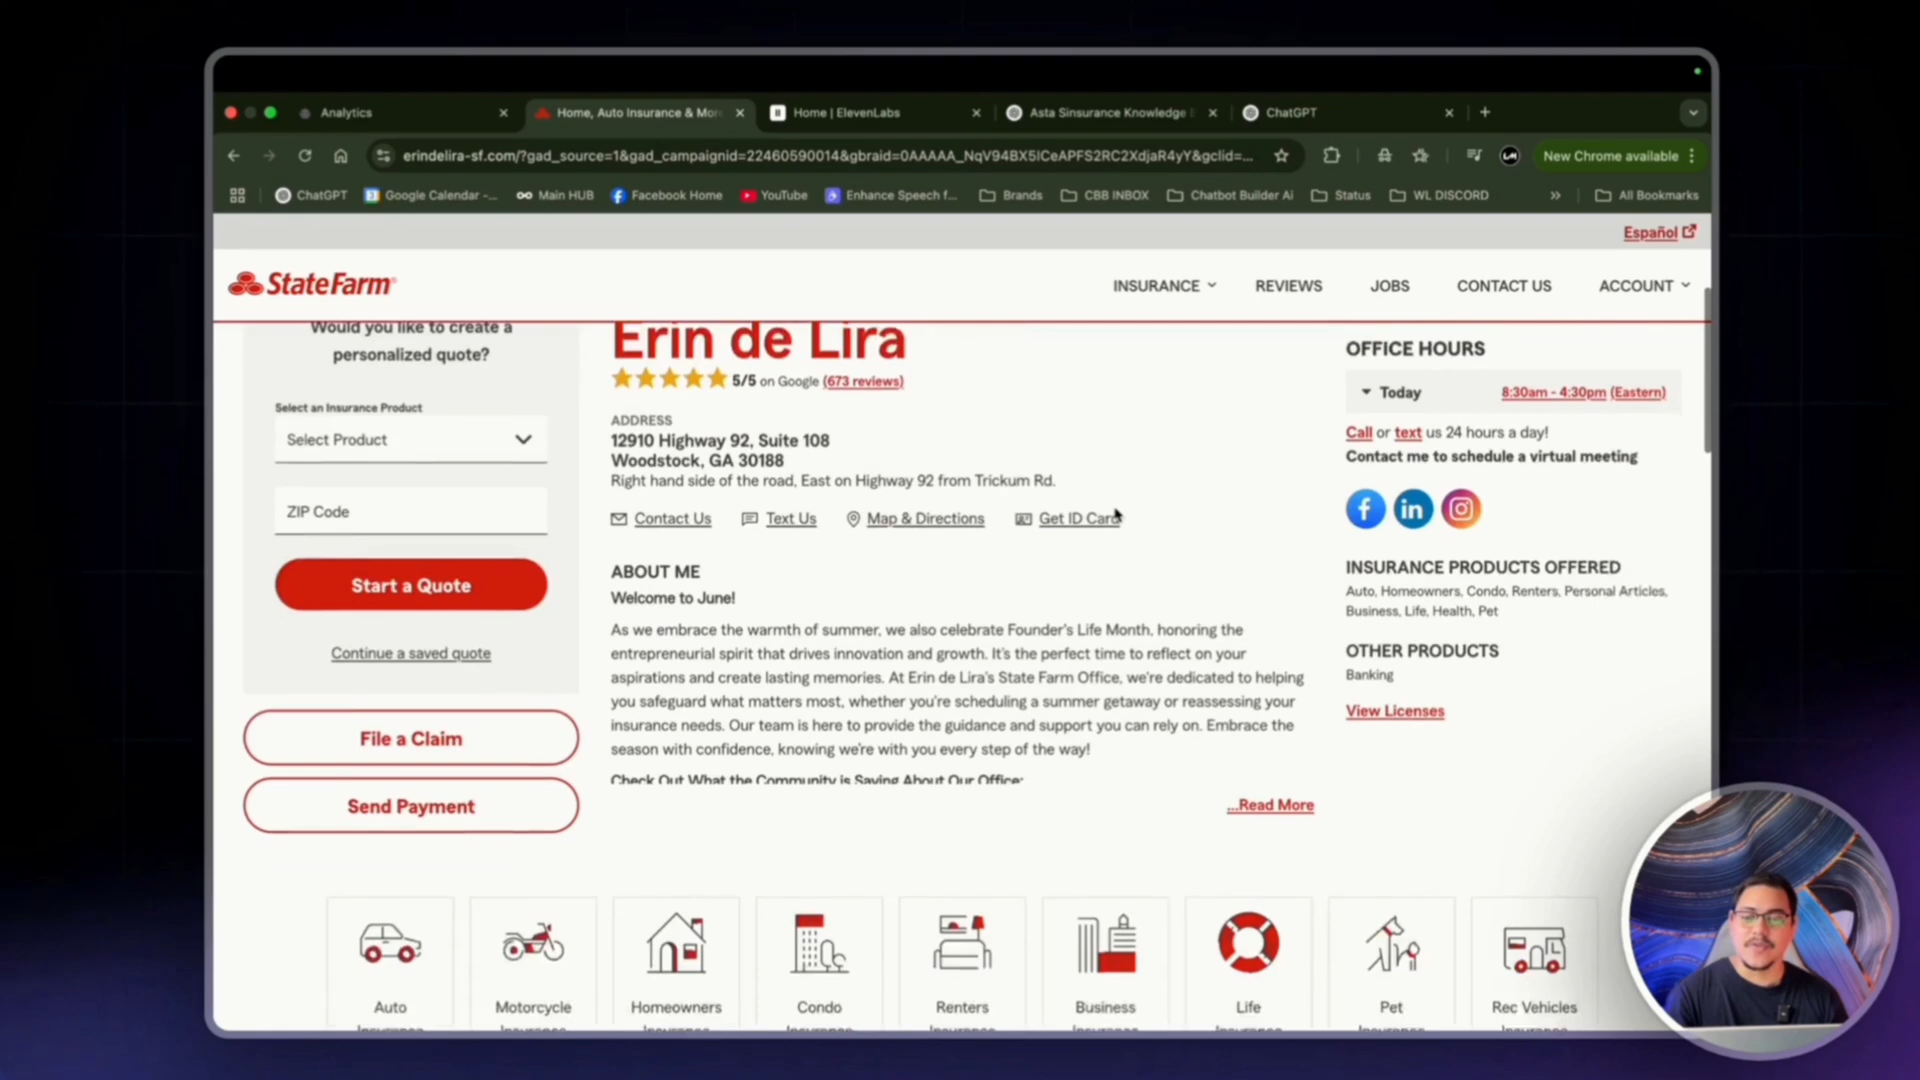 Analytics
Home, Auto Insurance & Mor
Home | ElevenLabs
Asta Sinsurance Knowledge
ChatGPT
erindelira-sf.com/?gad_source=1&gad_campaignid=22460590014&gbraid=0AAAAA_NqV94BX5ICeAPFS2RC2XdjaR4yY&gclid=...
New Chrome available
ChatGPT
Google Calendar -...
Main HUB
Facebook Home
YouTube
Enhance Speech f...
Brands
CBB INBOX
Chatbot Builder Ai
Status
WL DISCORD
»
All Bookmarks
Español
State Farm®
INSURANCE
REVIEWS
JOBS
CONTACT US
ACCOUNT
Would you like to create a
personalized quote?
Select an Insurance Product
Select Product
ZIP Code
Start a Quote
Continue a saved quote
File a Claim
Send Payment
Erin de Lira
5/5 on Google (673 reviews)
ADDRESS
12910 Highway 92, Suite 108
Woodstock, GA 30188
Right hand side of the road, East on Highway 92 from Trickum Rd.
Contact Us
Text Us
Map & Directions
Get ID Card
ABOUT ME
Welcome to June!
As we embrace the warmth of summer, we also celebrate Founder's Life Month, honoring the
entrepreneurial spirit that drives innovation and growth. It's the perfect time to reflect on your
aspirations and create lasting memories. At Erin de Lira's State Farm Office, we're dedicated to helping
you safeguard what matters most, whether you're scheduling a summer getaway or reassessing your
insurance needs. Our team is here to provide the guidance and support you can rely on. Embrace the
season with confidence, knowing we're with you every step of the way!
Check Out What the Community is Saying About Our Office:
...Read More
OFFICE HOURS
Today
8:30am - 4:30pm (Eastern)
Call or text us 24 hours a day!
Contact me to schedule a virtual meeting
INSURANCE PRODUCTS OFFERED
Auto, Homeowners, Condo, Renters, Personal Articles,
Business, Life, Health, Pet
OTHER PRODUCTS
Banking
View Licenses
Auto
Insurance
Motorcycle
Insurance
Homeowners
Insurance
Condo
Insurance
Renters
Insurance
Business
Insurance
Life
Insurance
Pet
Insurance
Rec Vehicles
Insurance